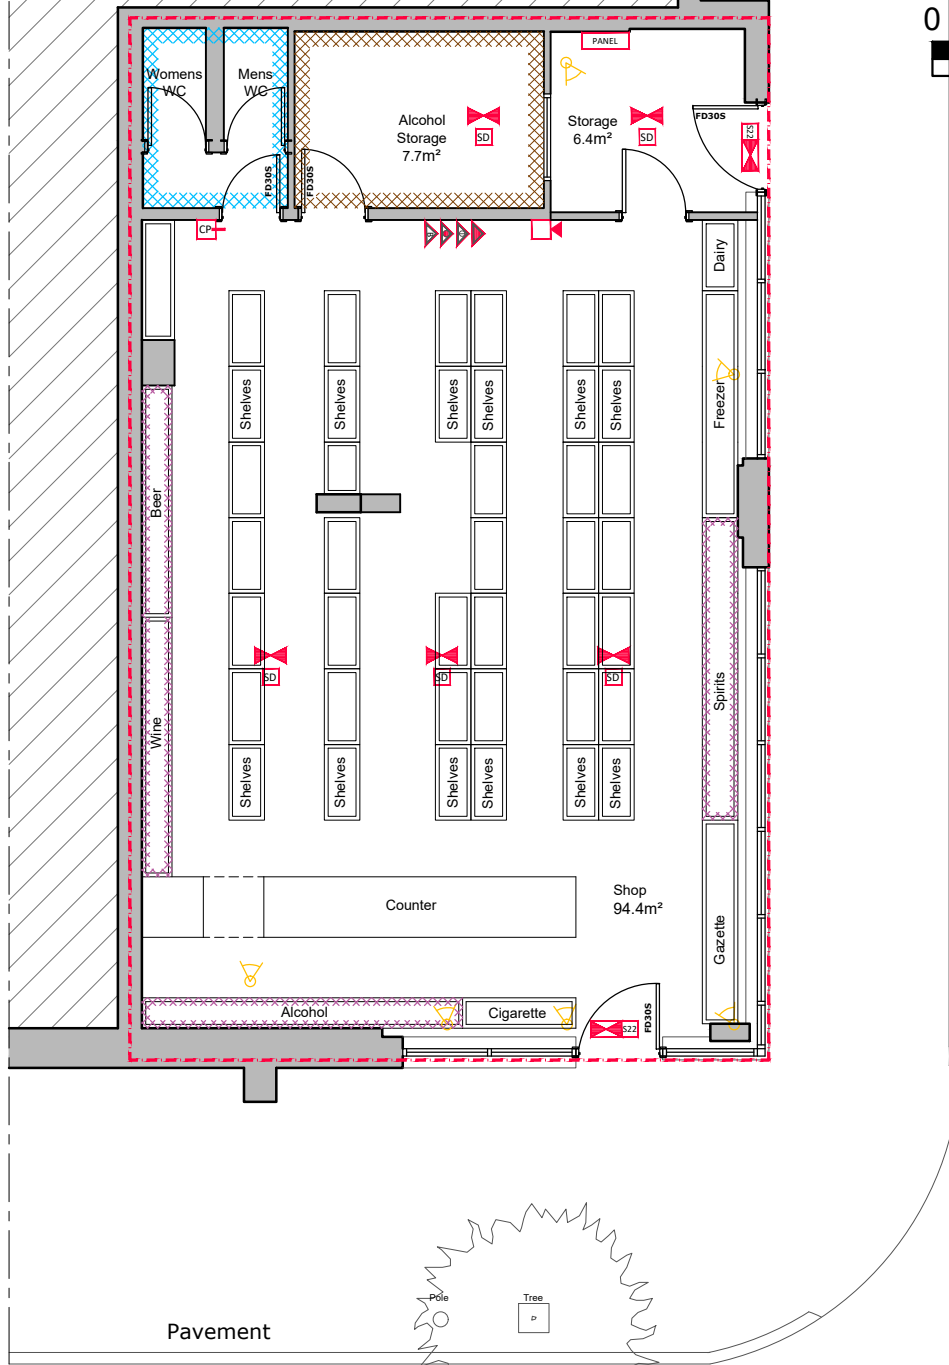 0
PANEL
Womens
WC
Mens
WC
Alcohol
Storage
7.7m²
SD
Storage
6.4m²
SD
FD30S
S22
FD30S
FD30S
CP
Dairy
Freezer
Shelves
Shelves
Shelves
Shelves
Shelves
Shelves
Beer
SD
SD
SD
Wine
Spirits
Shelves
Shelves
Shelves
Shelves
Shelves
Shelves
Counter
Shop
94.4m²
Gazette
Alcohol
Cigarette
S22
FD30S
Pole
Tree
Pavement